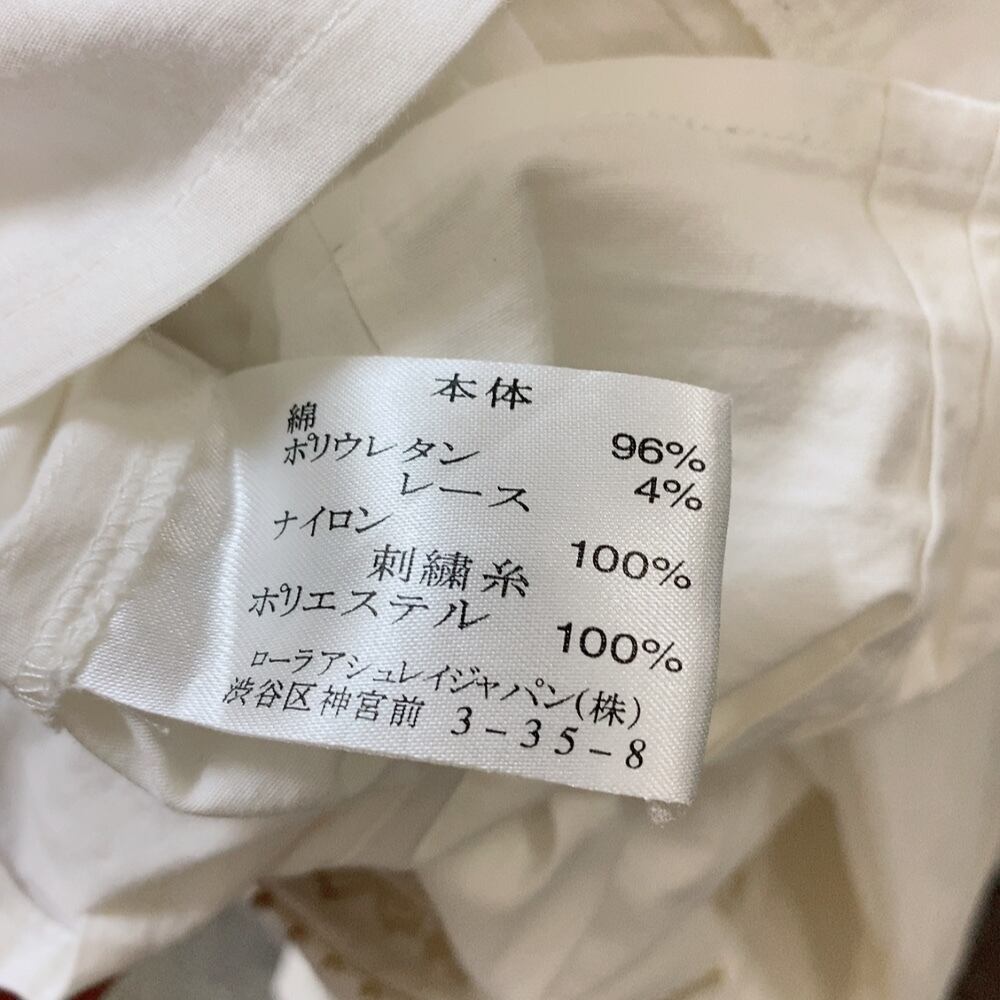 本体
綿 96%
ポリウレタン 4%
レース
ナイロン 100%
刺繍糸
ポリエステル 100%
ローラアシュレイジャパン(株)
渋谷区神宮前 3-35-8